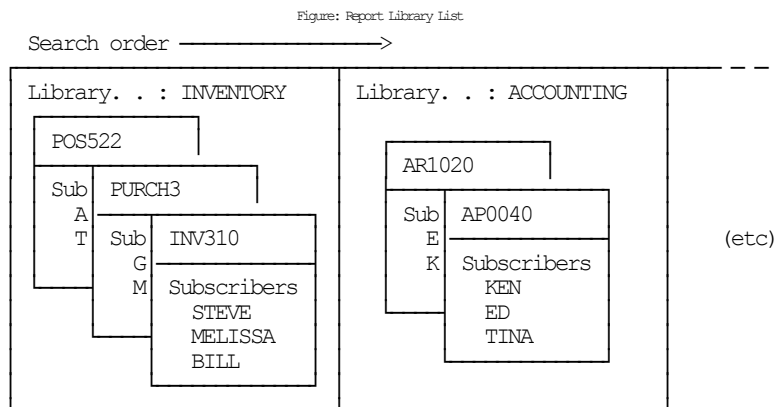 Figure: Report Library List
Search order
Library. . : INVENTORY
Library. . : ACCOUNTING
POS522
AR1020
Sub PURCH3
A
T
Sub INV310
G
M
Subscribers
STEVE
MELISSA
BILL
Sub AP0040
E
K
Subscribers
KEN
ED
TINA
(etc)